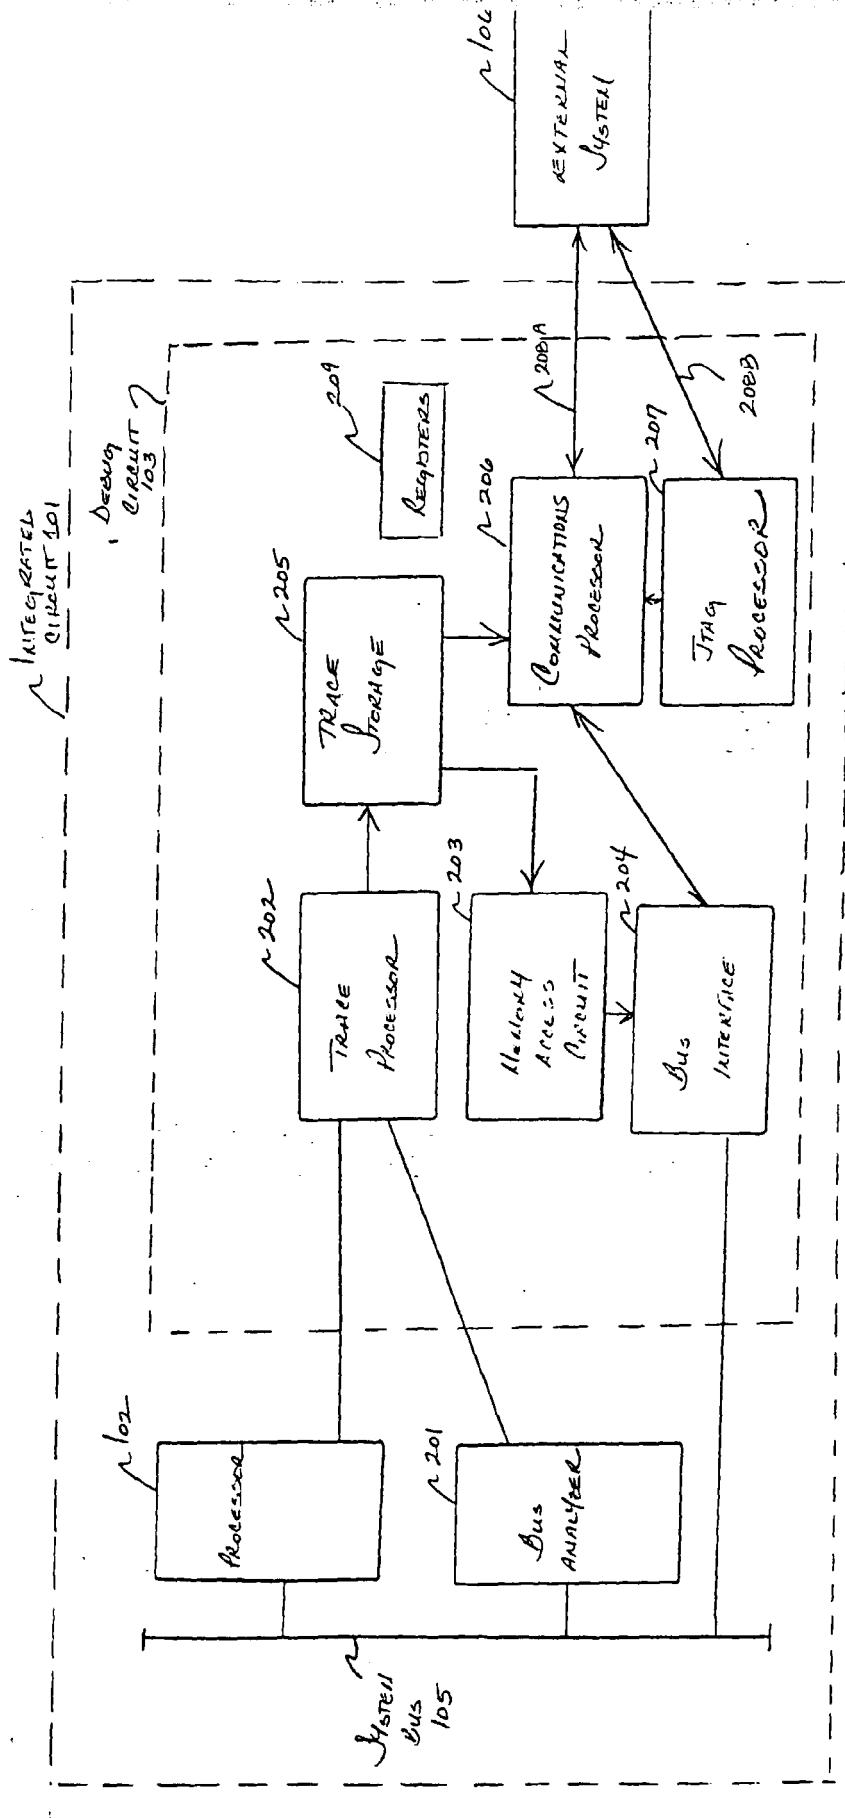 INTEGRATED
CIRCUIT 101
DEBUG
CIRCUIT
103
SYSTEM
BUS
105
PROCESSOR
102
BUS
ANALYZER
201
TRACE
PROCESSOR
202
MEMORY
ACCESS
CIRCUIT
203
BUS
INTERFACE
204
TRACE
STORAGE
205
REGISTERS
209
COMMUNICATIONS
PROCESSOR
206
JTAG
PROCESSOR
207
208A
208B
EXTERNAL
SYSTEM
106